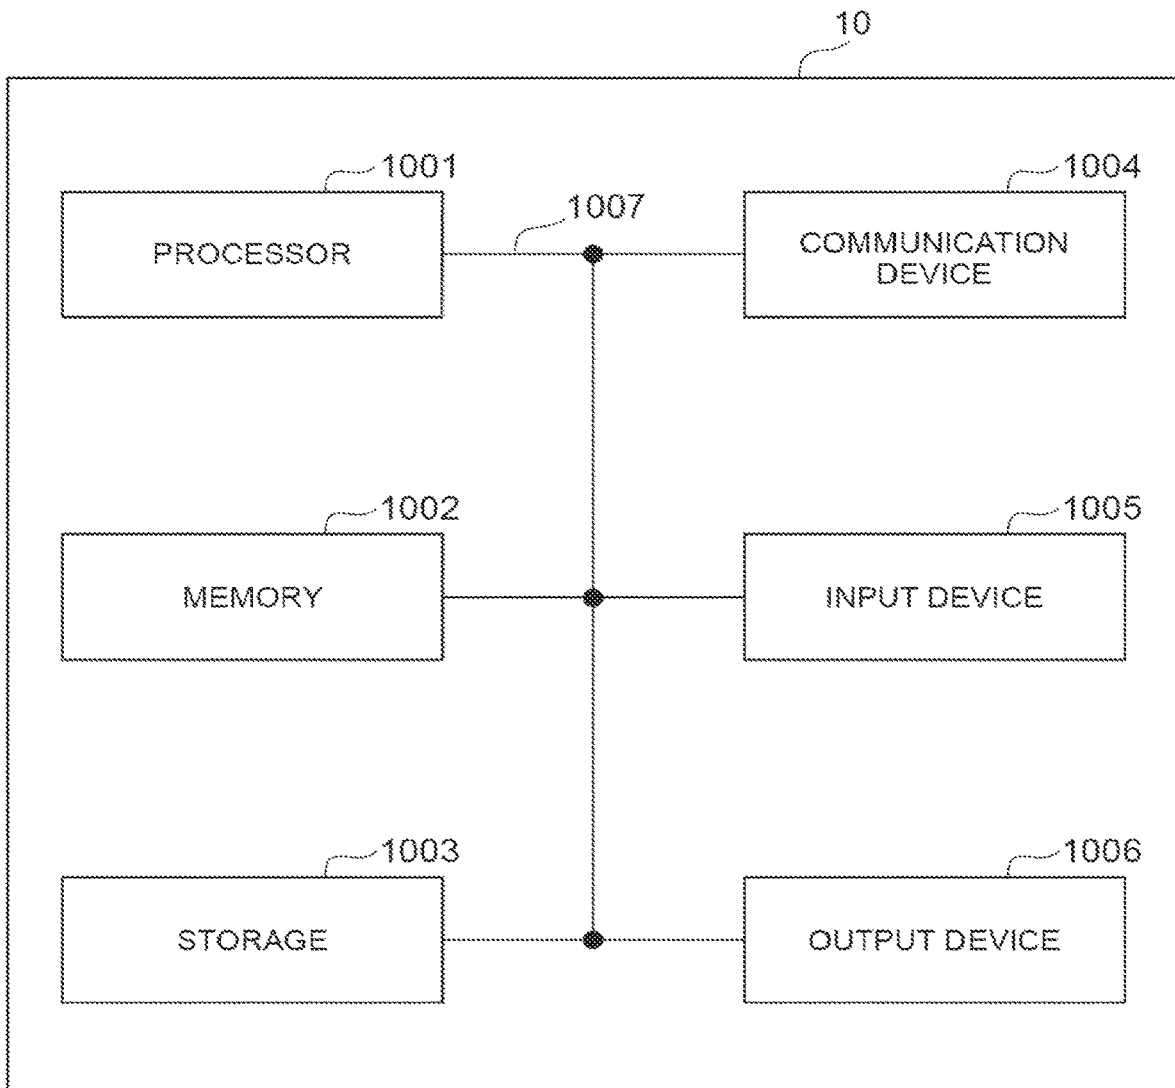 10
1001
1004
1007
PROCESSOR
COMMUNICATION
DEVICE
1002
1005
MEMORY
INPUT DEVICE
1003
1006
STORAGE
OUTPUT DEVICE